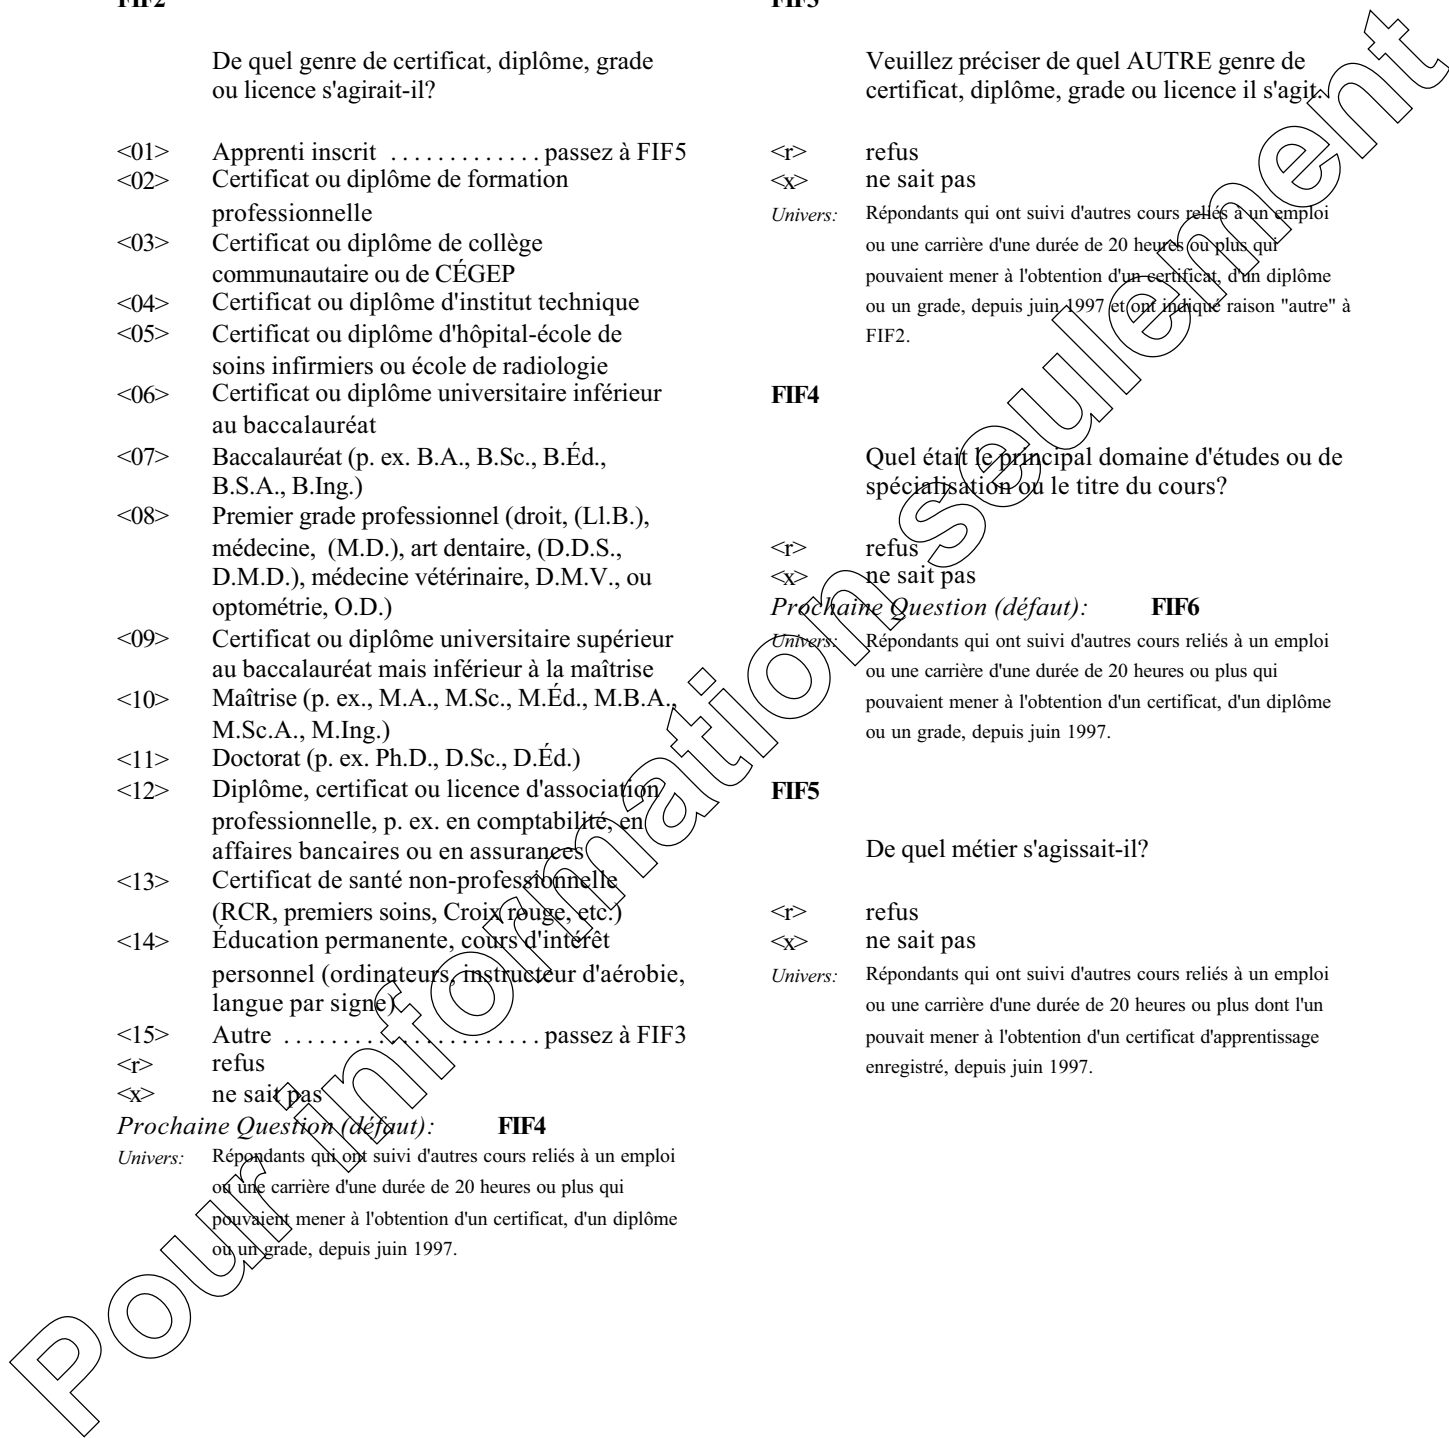 FIF2
De quel genre de certificat, diplôme, grade
ou licence s'agirait-il?
<01> Apprenti inscrit . . . . . . . . . . . . . passez à FIF5
<02> Certificat ou diplôme de formation
professionnelle
<03> Certificat ou diplôme de collège
communautaire ou de CÉGEP
<04> Certificat ou diplôme d'institut technique
<05> Certificat ou diplôme d'hôpital-école de
soins infirmiers ou école de radiologie
<06> Certificat ou diplôme universitaire inférieur
au baccalauréat
<07> Baccalauréat (p. ex. B.A., B.Sc., B.Éd.,
B.S.A., B.Ing.)
<08> Premier grade professionnel (droit, (Ll.B.),
médecine, (M.D.), art dentaire, (D.D.S.,
D.M.D.), médecine vétérinaire, D.M.V., ou
optométrie, O.D.)
<09> Certificat ou diplôme universitaire supérieur
au baccalauréat mais inférieur à la maîtrise
<10> Maîtrise (p. ex., M.A., M.Sc., M.Éd., M.B.A.,
M.Sc.A., M.Ing.)
<11> Doctorat (p. ex. Ph.D., D.Sc., D.Éd.)
<12> Diplôme, certificat ou licence d'association
professionnelle, p. ex. en comptabilité, en
affaires bancaires ou en assurances
<13> Certificat de santé non-professionnelle
(RCR, premiers soins, Croix rouge, etc.)
<14> Éducation permanente, cours d'intérêt
personnel (ordinateurs, instructeur d'aérobie,
langue par signe)
<15> Autre . . . . . . . . . . . . . . . . . . . . . . passez à FIF3
<r> refus
<x> ne sait pas
Prochaine Question (défaut): FIF4
Univers: Répondants qui ont suivi d'autres cours reliés à un emploi
ou une carrière d'une durée de 20 heures ou plus qui
pouvaient mener à l'obtention d'un certificat, d'un diplôme
ou un grade, depuis juin 1997.
FIF3
Veuillez préciser de quel AUTRE genre de
certificat, diplôme, grade ou licence il s'agit.
<r> refus
<x> ne sait pas
Univers: Répondants qui ont suivi d'autres cours reliés à un emploi
ou une carrière d'une durée de 20 heures ou plus qui
pouvaient mener à l'obtention d'un certificat, d'un diplôme
ou un grade, depuis juin 1997 et ont indiqué raison "autre" à
FIF2.
FIF4
Quel était le principal domaine d'études ou de
spécialisation ou le titre du cours?
<r> refus
<x> ne sait pas
Prochaine Question (défaut): FIF6
Univers: Répondants qui ont suivi d'autres cours reliés à un emploi
ou une carrière d'une durée de 20 heures ou plus qui
pouvaient mener à l'obtention d'un certificat, d'un diplôme
ou un grade, depuis juin 1997.
FIF5
De quel métier s'agissait-il?
<r> refus
<x> ne sait pas
Univers: Répondants qui ont suivi d'autres cours reliés à un emploi
ou une carrière d'une durée de 20 heures ou plus dont l'un
pouvait mener à l'obtention d'un certificat d'apprentissage
enregistré, depuis juin 1997.
Pour information seulement